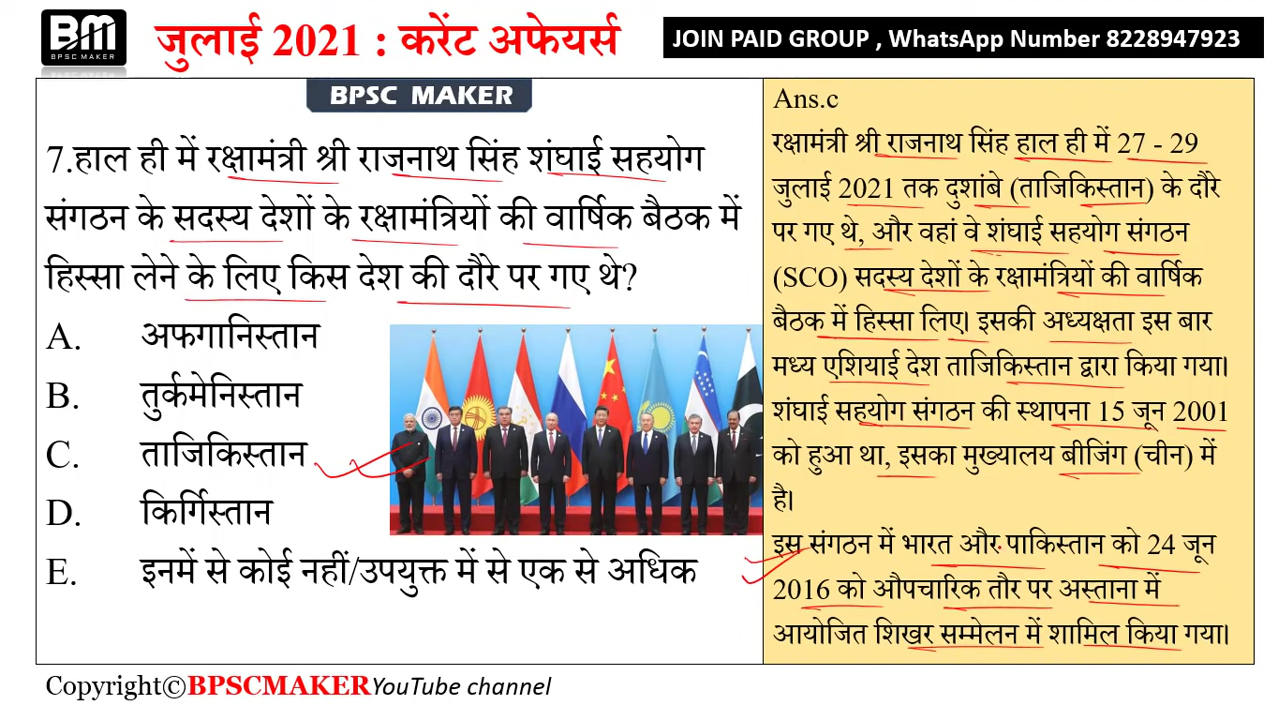 BM
BPSC MAKER
जुलाई 2021 : करेंट अफेयर्स
JOIN PAID GROUP , WhatsApp Number 8228947923
BPSC MAKER
7.हाल ही में रक्षामंत्री श्री राजनाथ सिंह शंघाई सहयोग
संगठन के सदस्य देशों के रक्षामंत्रियों की वार्षिक बैठक में
हिस्सा लेने के लिए किस देश की दौरे पर गए थे?
A. अफगानिस्तान
B. तुर्कमेनिस्तान
C. ताजिकिस्तान
D. किर्गिस्तान
E. इनमें से कोई नहीं/उपयुक्त में से एक से अधिक
Ans.c
रक्षामंत्री श्री राजनाथ सिंह हाल ही में 27 - 29
जुलाई 2021 तक दुशांबे (ताजिकिस्तान) के दौरे
पर गए थे, और वहां वे शंघाई सहयोग संगठन
(SCO) सदस्य देशों के रक्षामंत्रियों की वार्षिक
बैठक में हिस्सा लिए। इसकी अध्यक्षता इस बार
मध्य एशियाई देश ताजिकिस्तान द्वारा किया गया।
शंघाई सहयोग संगठन की स्थापना 15 जून 2001
को हुआ था, इसका मुख्यालय बीजिंग (चीन) में
है।
इस संगठन में भारत और पाकिस्तान को 24 जून
2016 को औपचारिक तौर पर अस्ताना में
आयोजित शिखर सम्मेलन में शामिल किया गया।
Copyright©BPSCMAKERYouTube channel